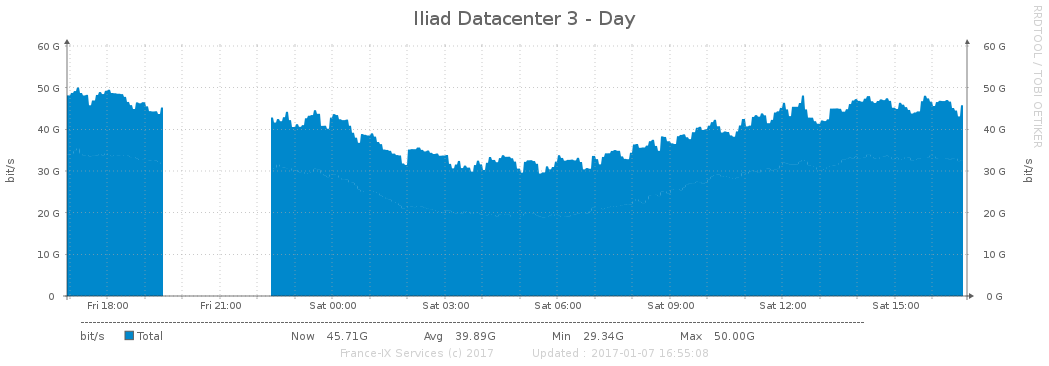 Iliad Datacenter 3 - Day
RRDTOOL / TOBI OETIKER
60 G 60 G
50 G 50 G
40 G 40 G
30 G 30 G
20 G 20 G
10 G 10 G
0 0 G
bit/s bit/s
Fri 18:00 Fri 21:00 Sat 00:00 Sat 03:00 Sat 06:00 Sat 09:00 Sat 12:00 Sat 15:00
bit/s Total Now 45.71G Avg 39.89G Min 29.34G Max 50.00G
France-IX Services (c) 2017 Updated : 2017-01-07 16:55:08